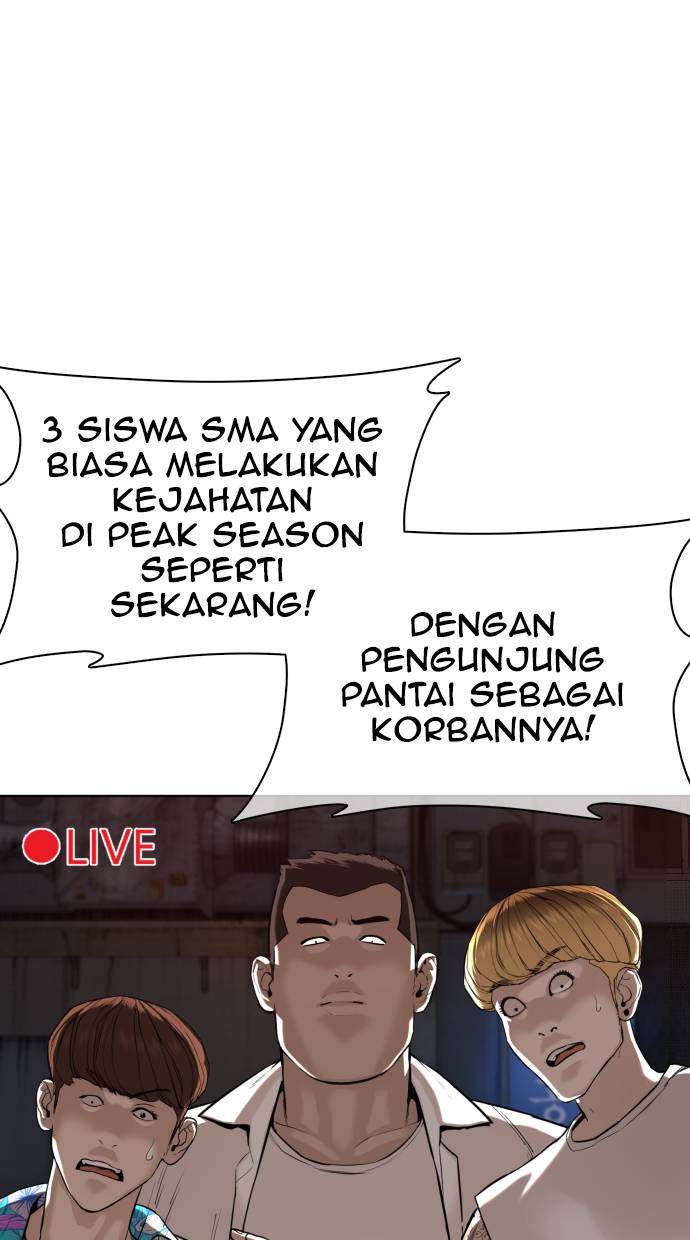 3 SISWA SMA YANG
BIASA MELAKUKAN
KEJAHATAN
DI PEAK SEASON
SEPERTI
SEKARANG!
DENGAN
PENGUNJUNG
PANTAI SEBAGAI
KORBANNYA!
LIVE